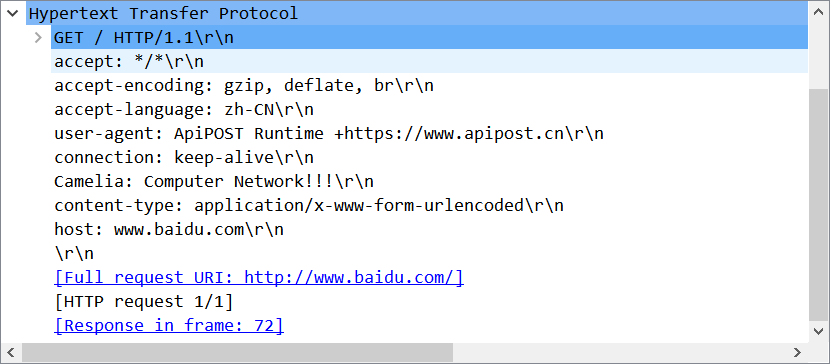 Hypertext Transfer Protocol
GET / HTTP/1.1\r\n
accept: */*\r\n
accept-encoding: gzip, deflate, br\r\n
accept-language: zh-CN\r\n
user-agent: ApiPOST Runtime +https://www.apipost.cn\r\n
connection: keep-alive\r\n
Camelia: Computer Network!!!\r\n
content-type: application/x-www-form-urlencoded\r\n
host: www.baidu.com\r\n
\r\n
[Full request URI: http://www.baidu.com/]
[HTTP request 1/1]
[Response in frame: 72]